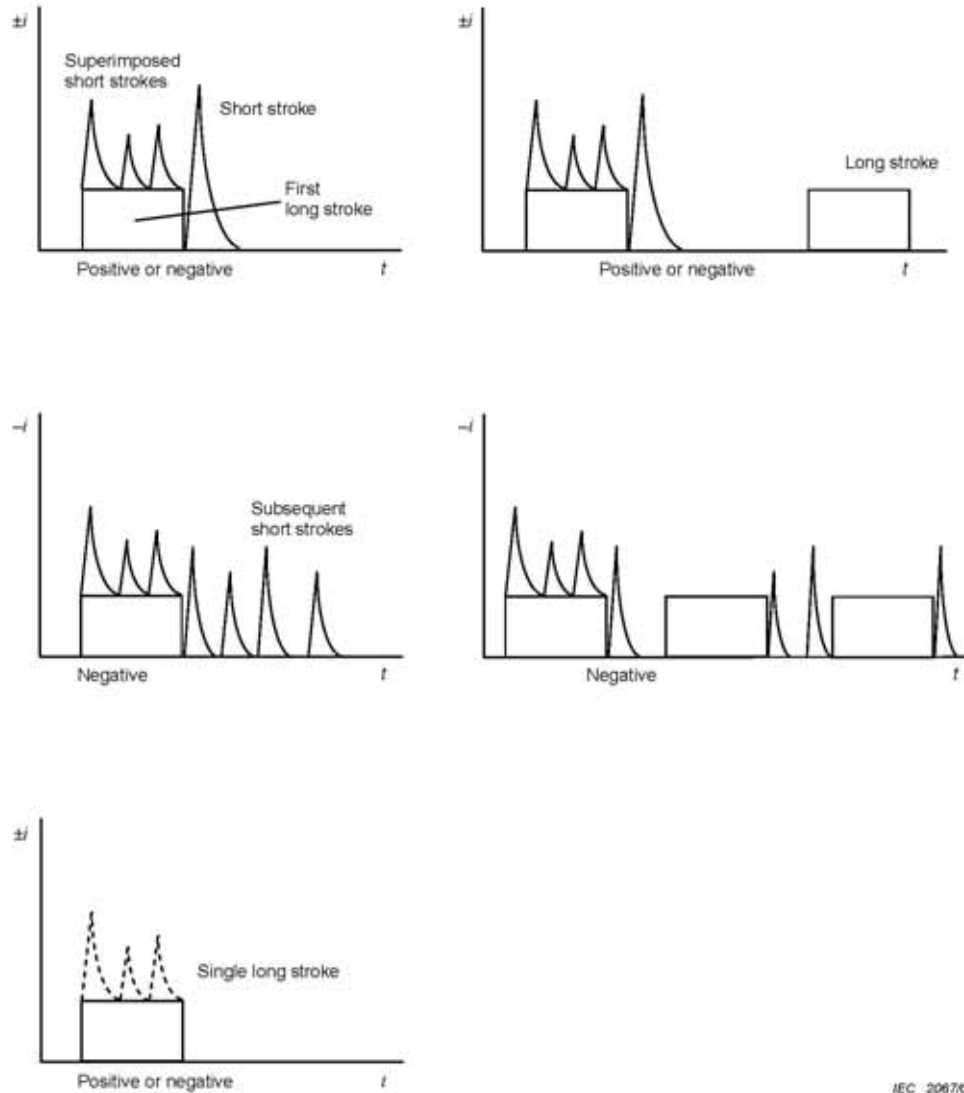 ±i
Superimposed
short strokes
Short stroke
First
long stroke
Positive or negative
t
±i
Long stroke
Positive or negative
t
–i
Subsequent
short strokes
Negative
t
–i
Negative
t
±i
Single long stroke
Positive or negative
t
IEC